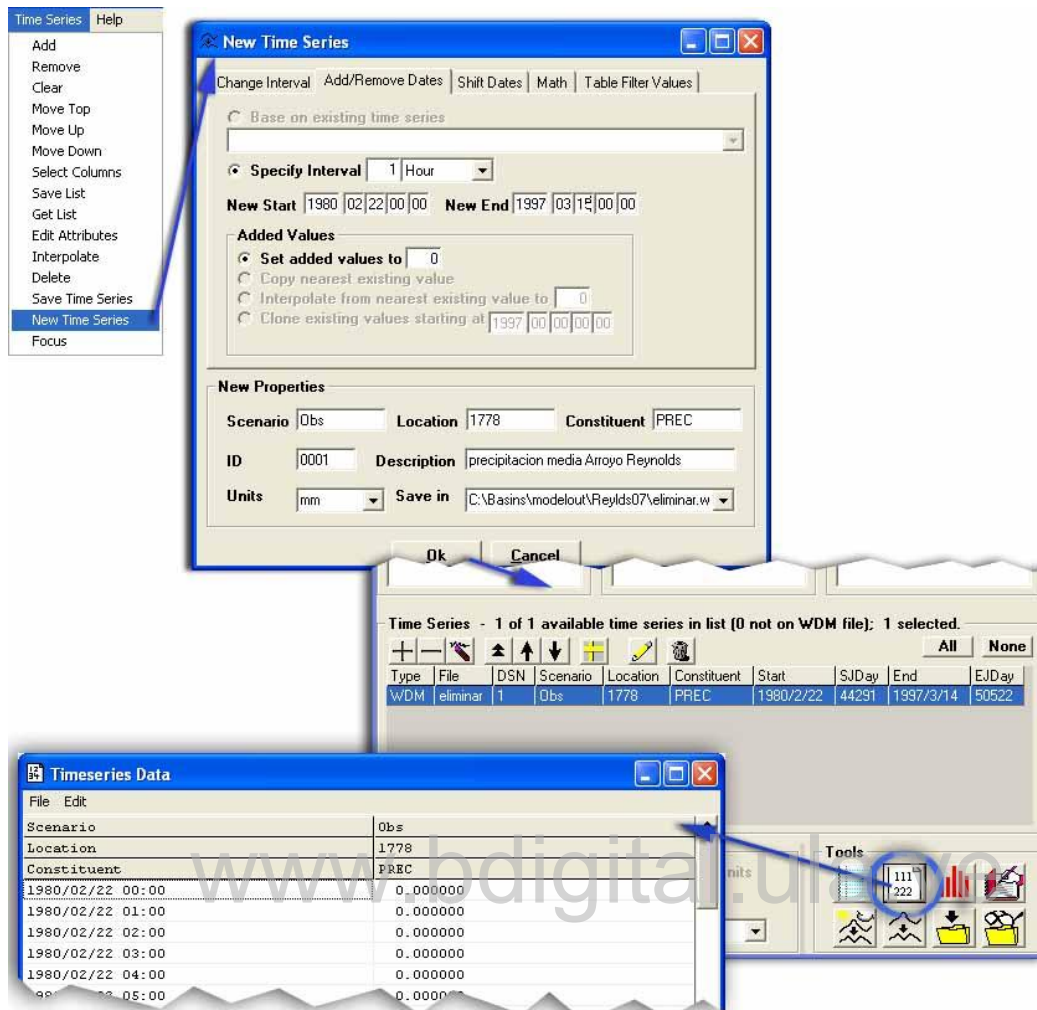 Time Series Help
Add
Remove
Clear
Move Top
Move Up
Move Down
Select Columns
Save List
Get List
Edit Attributes
Interpolate
Delete
Save Time Series
New Time Series
Focus
New Time Series
Change Interval Add/Remove Dates Shift Dates Math Table Filter Values
Base on existing time series
Specify Interval 1 Hour
New Start 1980 02 22 00 00 New End 1997 03 15 00 00
Added Values
Set added values to 0
Copy nearest existing value
Interpolate from nearest existing value to 0
Clone existing values starting at 1997 00 00 00 00
New Properties
Scenario Obs Location 1778 Constituent PREC
ID 0001 Description precipitacion media Arroyo Reynolds
Units mm Save in C:\Basins\modelout\Reylds07\eliminar.w
Ok Cancel
Time Series - 1 of 1 available time series in list (0 not on WDM file); 1 selected.
All None
Type File DSN Scenario Location Constituent Start SJDay End EJDay
WDM eliminar 1 Obs 1778 PREC 1980/2/22 44291 1997/3/14 50522
Timeseries Data
File Edit
Scenario Obs
Location 1778
Constituent PREC
1980/02/22 00:00 0.000000
1980/02/22 01:00 0.000000
1980/02/22 02:00 0.000000
1980/02/22 03:00 0.000000
1980/02/22 04:00 0.000000
05:00
Tools
111
222
www.bdigital.ula.ve